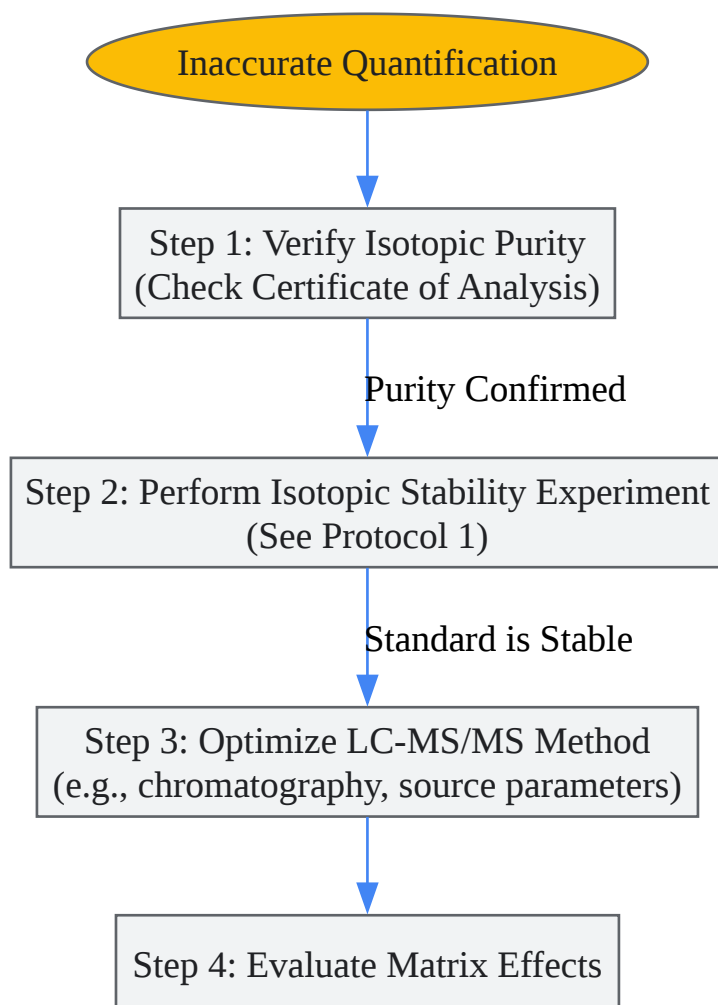 Inaccurate Quantification
Step 1: Verify Isotopic Purity
(Check Certificate of Analysis)
Purity Confirmed
Step 2: Perform Isotopic Stability Experiment
(See Protocol 1)
Standard is Stable
Step 3: Optimize LC-MS/MS Method
(e.g., chromatography, source parameters)
Step 4: Evaluate Matrix Effects